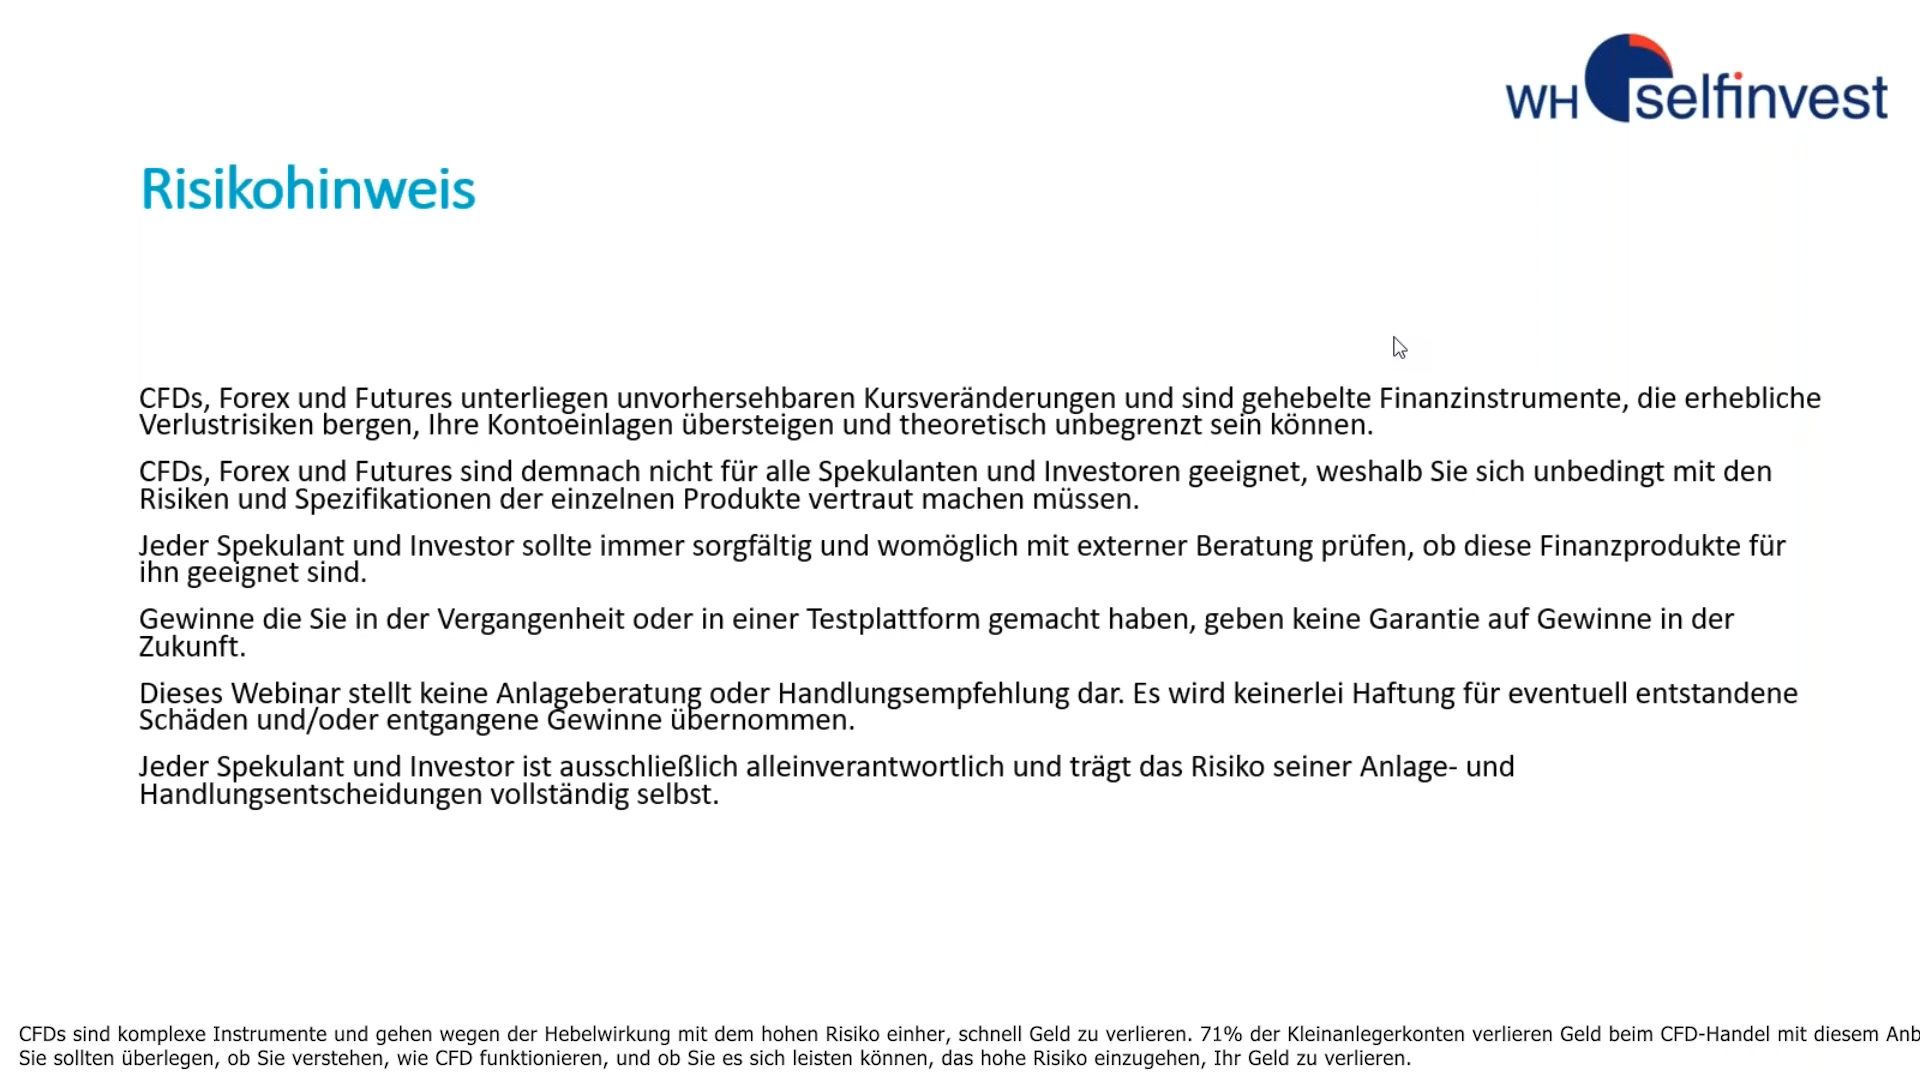 WH selfinvest
Risikohinweis
CFDs, Forex und Futures unterliegen unvorhersehbaren Kursveränderungen und sind gehebelte Finanzinstrumente, die erhebliche
Verlustrisiken bergen, Ihre Kontoeinlagen übersteigen und theoretisch unbegrenzt sein können.
CFDs, Forex und Futures sind demnach nicht für alle Spekulanten und Investoren geeignet, weshalb Sie sich unbedingt mit den
Risiken und Spezifikationen der einzelnen Produkte vertraut machen müssen.
Jeder Spekulant und Investor sollte immer sorgfältig und womöglich mit externer Beratung prüfen, ob diese Finanzprodukte für
ihn geeignet sind.
Gewinne die Sie in der Vergangenheit oder in einer Testplattform gemacht haben, geben keine Garantie auf Gewinne in der
Zukunft.
Dieses Webinar stellt keine Anlageberatung oder Handlungsempfehlung dar. Es wird keinerlei Haftung für eventuell entstandene
Schäden und/oder entgangene Gewinne übernommen.
Jeder Spekulant und Investor ist ausschließlich alleinverantwortlich und trägt das Risiko seiner Anlage- und
Handlungsentscheidungen vollständig selbst.
CFDs sind komplexe Instrumente und gehen wegen der Hebelwirkung mit dem hohen Risiko einher, schnell Geld zu verlieren. 71% der Kleinanlegerkonten verlieren Geld beim CFD-Handel mit diesem
Sie sollten überlegen, ob Sie verstehen, wie CFD funktionieren, und ob Sie es sich leisten können, das hohe Risiko einzugehen, Ihr Geld zu verlieren.